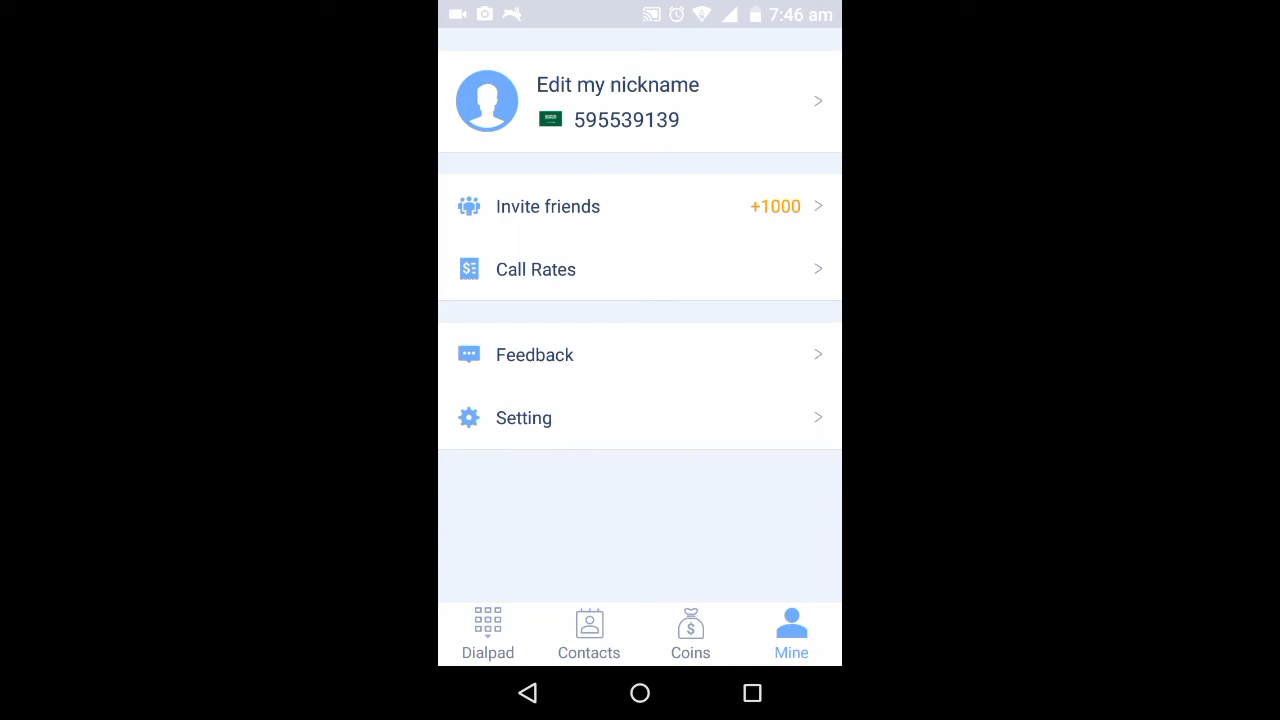 7:46 am
Edit my nickname
595539139
Invite friends +1000
Call Rates
Feedback
Setting
Dialpad Contacts Coins Mine